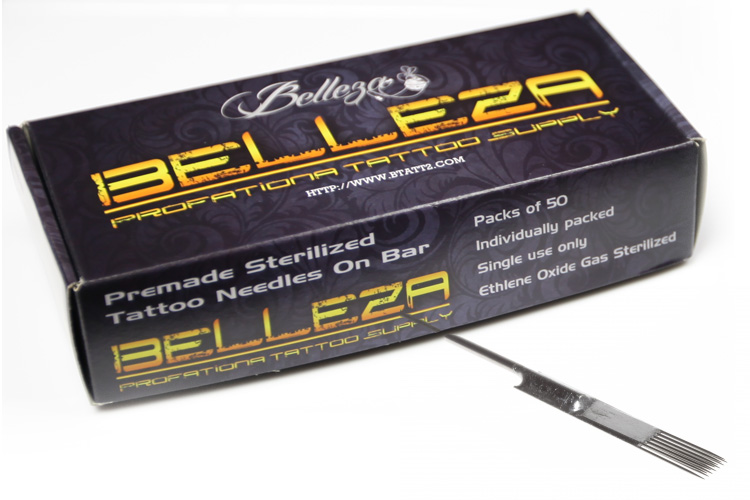 Belleza
BELLEZA
PROFATIONA TATTOO SUPPLY
HTTP://WWW.BTATT2.COM
Premade Sterilized
Tattoo Needles On Bar
BELLEZA
PROFATIONA TATTOO SUPPLY
Packs of 50
Individually packed
Single use only
Ethlene Oxide Gas Sterilized